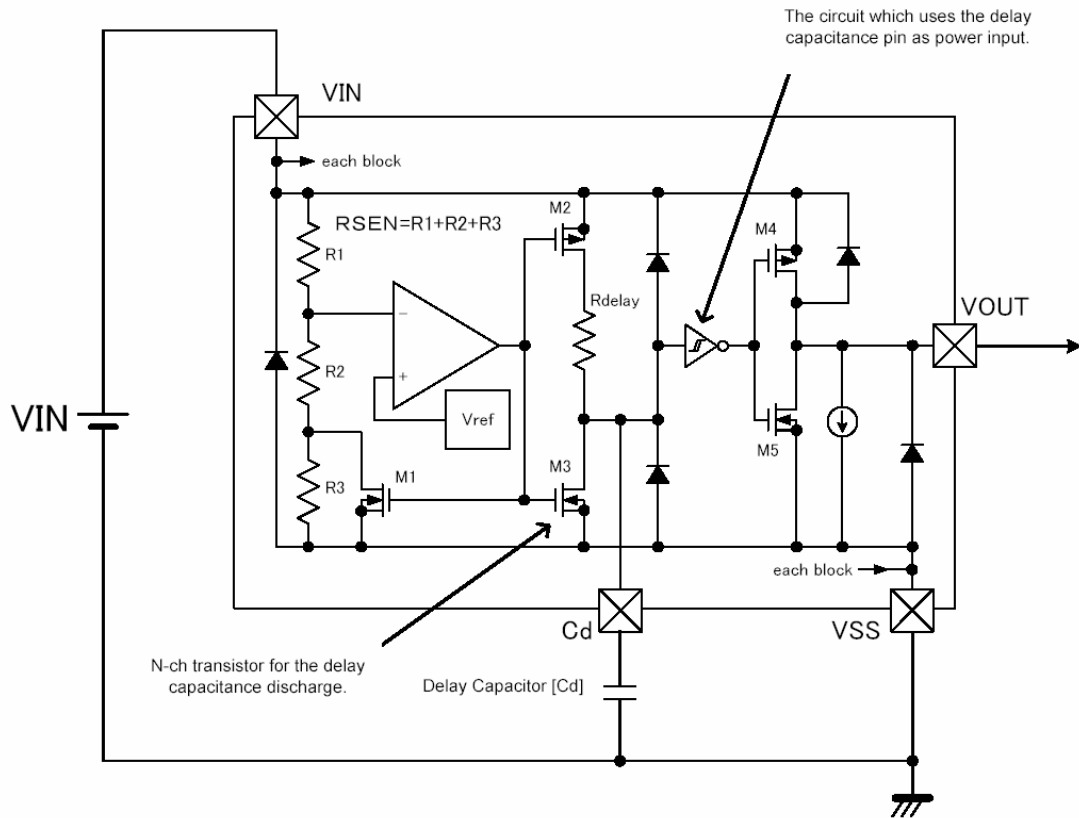 The circuit which uses the delay
capacitance pin as power input.
VIN
each block
M2
RSEN=R1+R2+R3
M4
R1
Rdelay
VOUT
−
R2
+
Vref
VIN
M5
M1
M3
R3
each block
Cd
VSS
N-ch transistor for the delay
capacitance discharge.
Delay Capacitor [Cd]